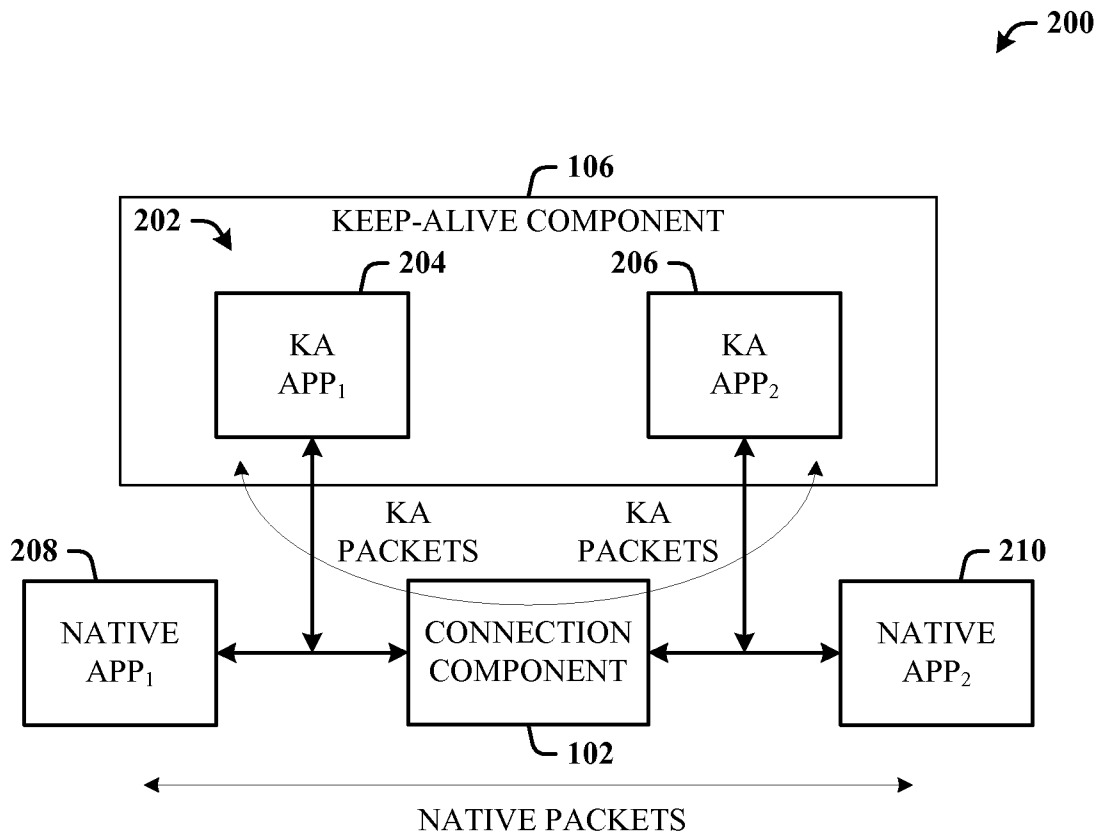 200
106
KEEP-ALIVE COMPONENT
202
204
206
KA
APP₁
KA
APP₂
KA
PACKETS
KA
PACKETS
208
210
NATIVE
APP₁
CONNECTION
COMPONENT
NATIVE
APP₂
102
NATIVE PACKETS